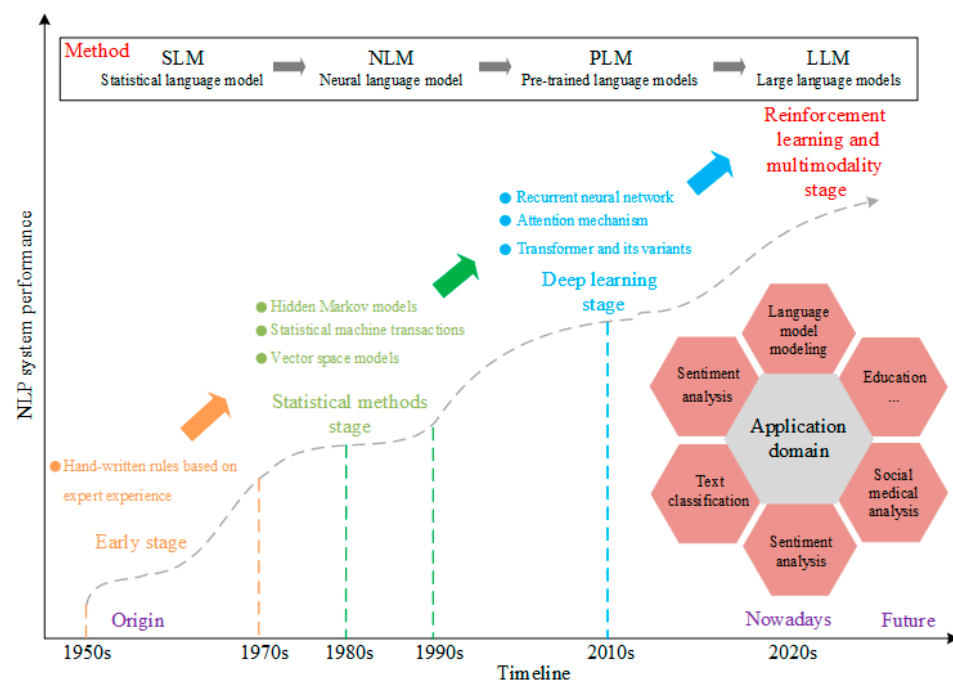 Method
SLM
Statistical language model
NLM
Neural language model
PLM
Pre-trained language models
LLM
Large language models
Reinforcement
learning and
multimodality
stage
Recurrent neural network
Attention mechanism
Transformer and its variants
Deep learning
stage
Hidden Markov models
Statistical machine transactions
Vector space models
Statistical methods
stage
Hand-written rules based on
expert experience
Early stage
Language
model
modeling
Sentiment
analysis
Education
...
Application
domain
Text
classification
Social
medical
analysis
Sentiment
analysis
Origin
Nowadays
Future
1950s
1970s
1980s
1990s
2010s
2020s
Timeline
NLP system performance